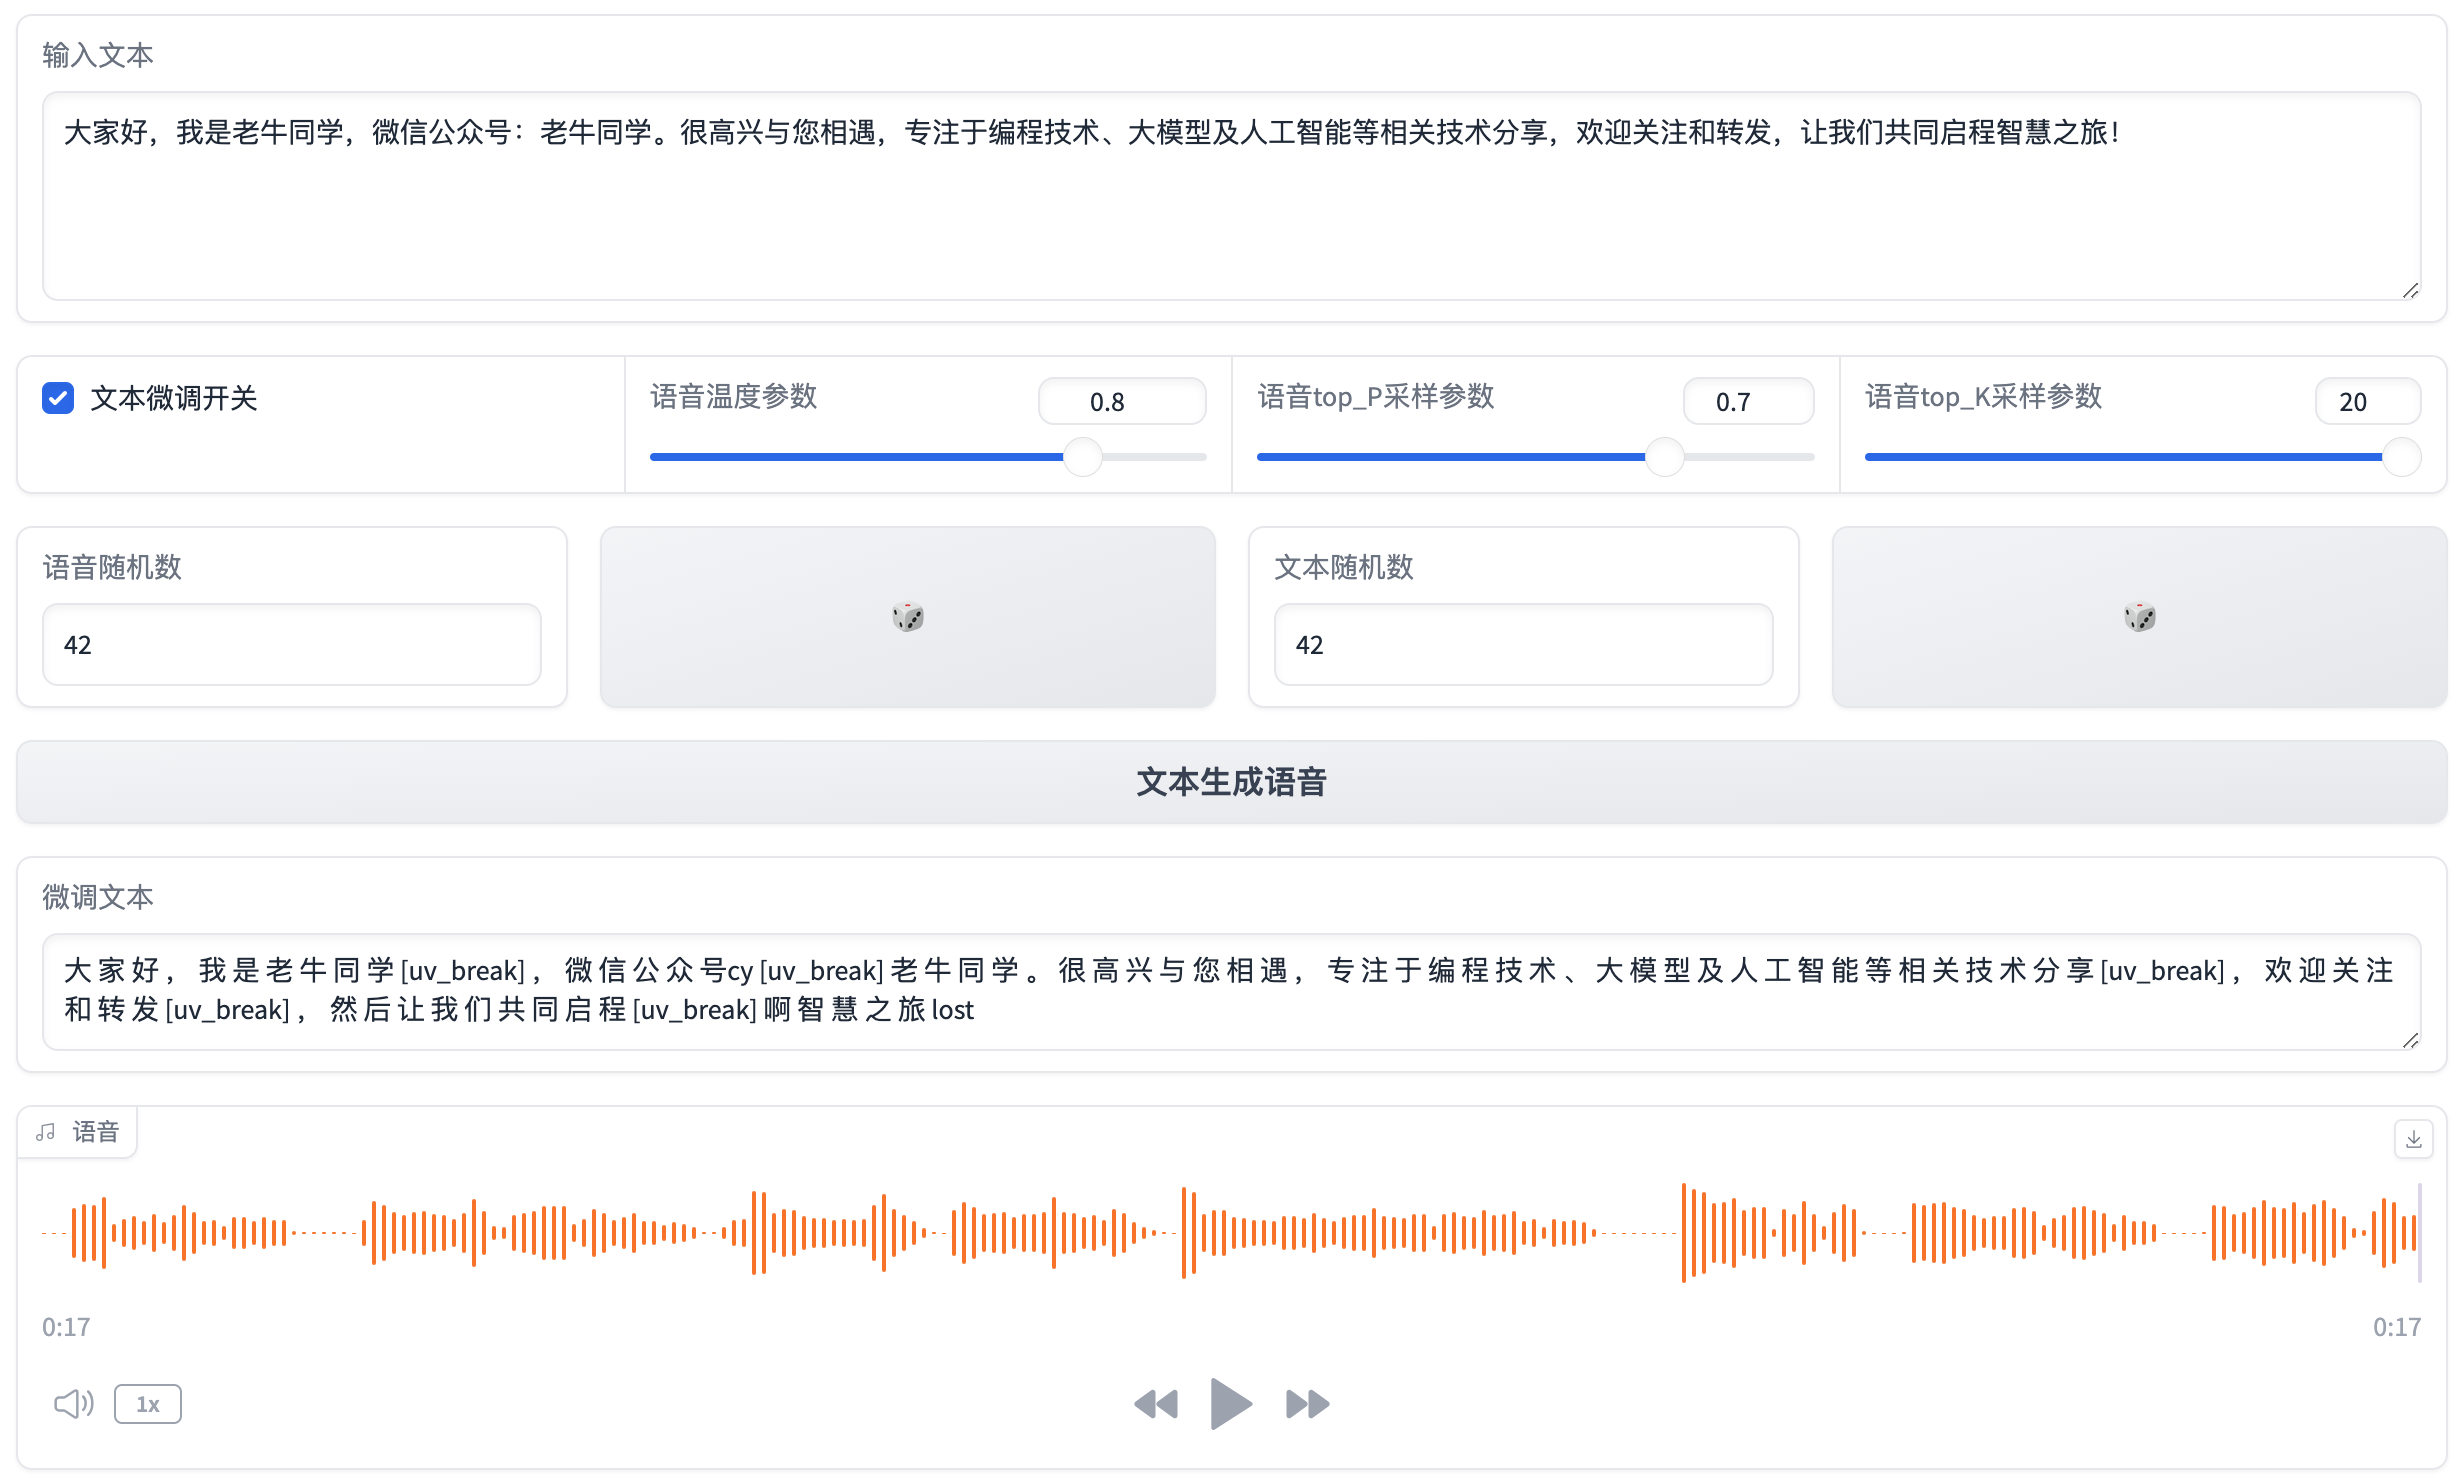 输入文本
大家好，我是老牛同学，微信公众号：老牛同学。很高兴与您相遇，专注于编程技术、大模型及人工智能等相关技术分享，欢迎关注和转发，让我们共同启程智慧之旅！
文本微调开关
语音温度参数 0.8
语音top_P采样参数 0.7
语音top_K采样参数 20
语音随机数
42
文本随机数
42
文本生成语音
微调文本
大 家 好 ， 我 是 老 牛 同 学 [uv_break] ， 微 信 公 众 号cy [uv_break] 老 牛 同 学 。 很 高 兴 与 您 相 遇 ， 专 注 于 编 程 技 术 、 大 模 型 及 人 工 智 能 等 相 关 技 术 分 享 [uv_break] ， 欢 迎 关 注
和 转 发 [uv_break] ， 然 后 让 我 们 共 同 启 程 [uv_break] 啊 智 慧 之 旅 lost
语音
0:17 0:17
1x